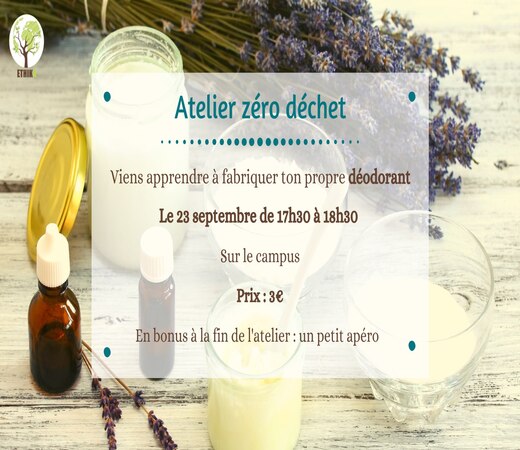 ETHIK
Atelier zéro déchet
Viens apprendre à fabriquer ton propre déodorant
Le 23 septembre de 17h30 à 18h30
Sur le campus
Prix : 3€
En bonus à la fin de l'atelier : un petit apéro